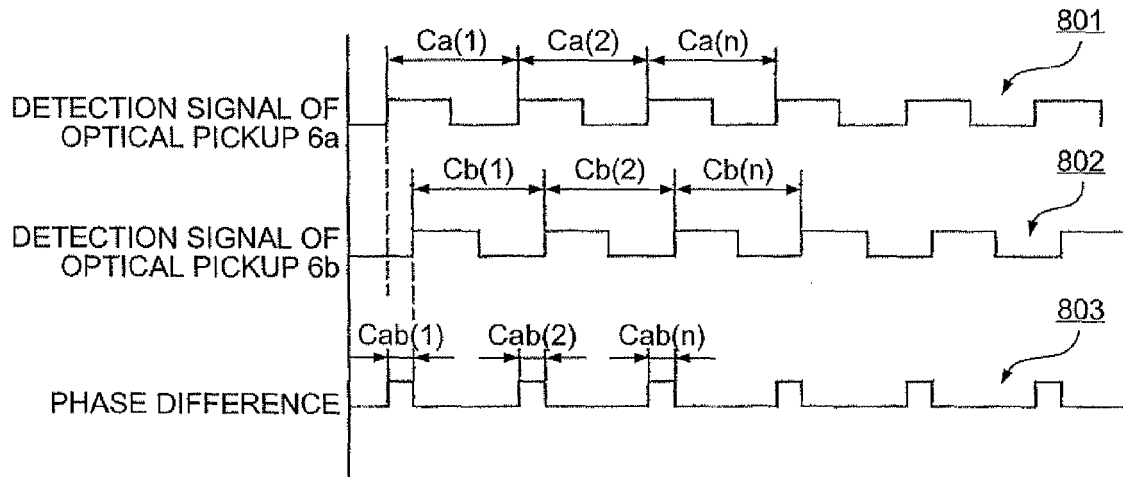 801
Ca(1) Ca(2) Ca(n)
DETECTION SIGNAL OF
OPTICAL PICKUP 6a
802
Cb(1) Cb(2) Cb(n)
DETECTION SIGNAL OF
OPTICAL PICKUP 6b
803
Cab(1) Cab(2) Cab(n)
PHASE DIFFERENCE